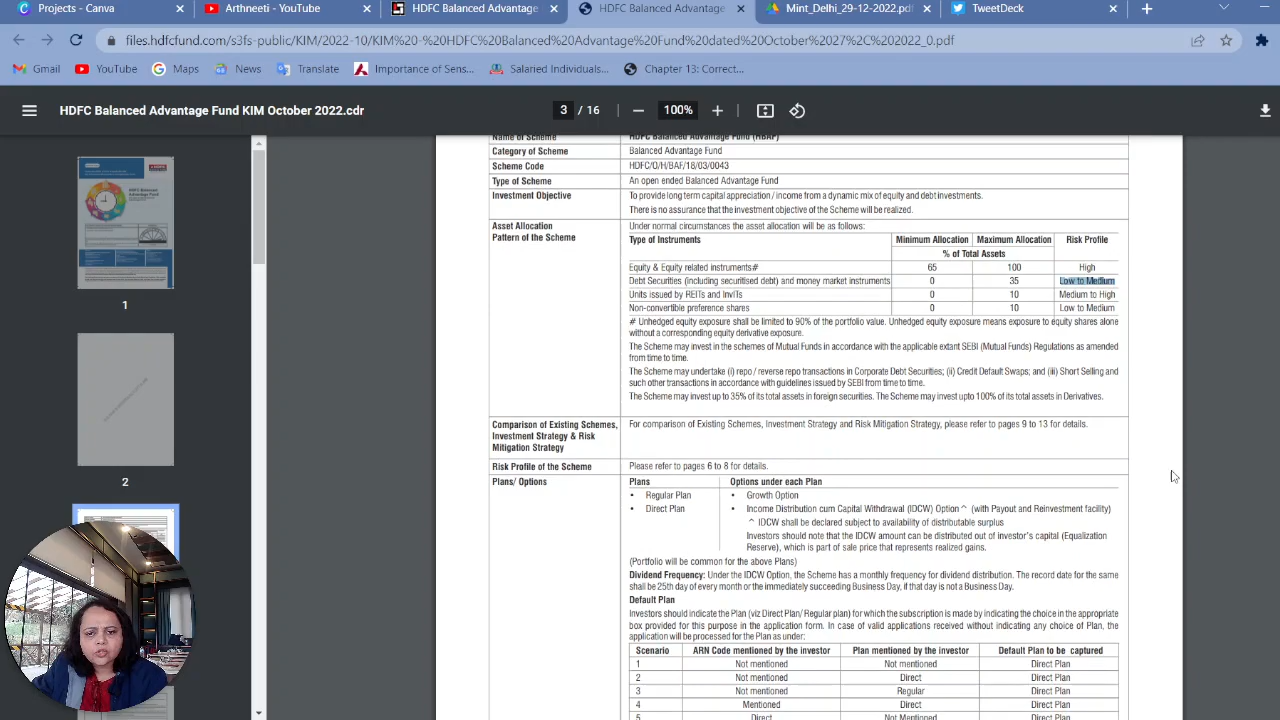 Projects - Canva
Arthneeti - YouTube
HDFC Balanced Advantage
HDFC Balanced Advantage
Mint_Delhi_29-12-2022.pdf
TweetDeck
files.hdfcfund.com/s3fs-public/KIM/2022-10/KIM%20-%20HDFC%20Balanced%20Advantage%20Fund%20dated%20October%2027%2C%202022_0.pdf
Gmail
YouTube
Maps
News
Translate
Importance of Sens...
Salaried Individuals...
Chapter 13: Correct...
HDFC Balanced Advantage Fund KIM October 2022.cdr
3 / 16
100%
1
2
Name of Scheme HDFC Balanced Advantage Fund (HBAF)
Category of Scheme Balanced Advantage Fund
Scheme Code HDFC/O/H/BAF/18/03/0043
Type of Scheme An open ended Balanced Advantage Fund
Investment Objective To provide long term capital appreciation / income from a dynamic mix of equity and debt investments.
There is no assurance that the investment objective of the Scheme will be realized.
Asset Allocation Under normal circumstances the asset allocation will be as follows:
Pattern of the Scheme
Type of Instruments Minimum Allocation Maximum Allocation Risk Profile
% of Total Assets
Equity & Equity related instruments# 65 100 High
Debt Securities (including securitised debt) and money market instruments 0 35 Low to Medium
Units issued by REITs and InvITs 0 10 Medium to High
Non-convertible preference shares 0 10 Low to Medium
# Unhedged equity exposure shall be limited to 90% of the portfolio value. Unhedged equity exposure means exposure to equity shares alone
without a corresponding equity derivative exposure.
The Scheme may invest in the schemes of Mutual Funds in accordance with the applicable extant SEBI (Mutual Funds) Regulations as amended
from time to time.
The Scheme may undertake (i) repo / reverse repo transactions in Corporate Debt Securities; (ii) Credit Default Swaps; and (iii) Short Selling and
such other transactions in accordance with guidelines issued by SEBI from time to time.
The Scheme may invest up to 35% of its total assets in foreign securities. The Scheme may invest upto 100% of its total assets in Derivatives.
Comparison of Existing Schemes, For comparison of Existing Schemes, Investment Strategy and Risk Mitigation Strategy, please refer to pages 9 to 13 for details.
Investment Strategy & Risk
Mitigation Strategy
Risk Profile of the Scheme Please refer to pages 6 to 8 for details.
Plans/ Options Plans Options under each Plan
• Regular Plan • Growth Option
• Direct Plan • Income Distribution cum Capital Withdrawal (IDCW) Option ^ (with Payout and Reinvestment facility)
^ IDCW shall be declared subject to availability of distributable surplus
Investors should note that the IDCW amount can be distributed out of investor's capital (Equalization
Reserve), which is part of sale price that represents realized gains.
(Portfolio will be common for the above Plans)
Dividend Frequency: Under the IDCW Option, the Scheme has a monthly frequency for dividend distribution. The record date for the same
shall be 25th day of every month or the immediately succeeding Business Day, if that day is not a Business Day.
Default Plan
Investors should indicate the Plan (viz Direct Plan/ Regular plan) for which the subscription is made by indicating the choice in the appropriate
box provided for this purpose in the application form. In case of valid applications received without indicating any choice of Plan, the
application will be processed for the Plan as under:
Scenario ARN Code mentioned by the investor Plan mentioned by the investor Default Plan to be captured
1 Not mentioned Not mentioned Direct Plan
2 Not mentioned Direct Direct Plan
3 Not mentioned Regular Direct Plan
4 Mentioned Direct Direct Plan
5 Direct Not Mentioned Direct Plan